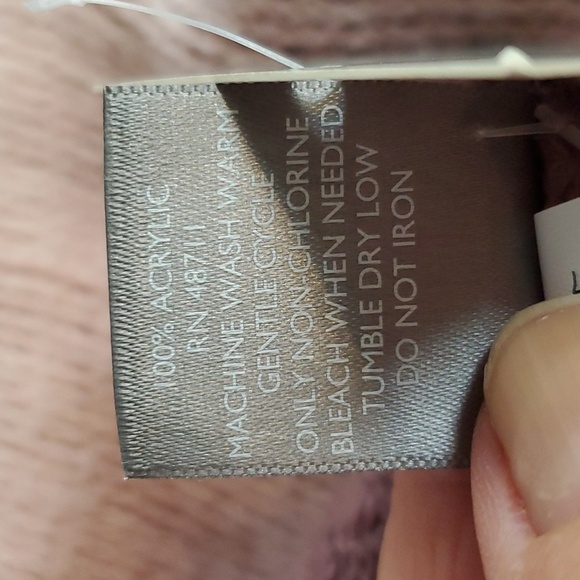 100% ACRYLIC
RN 48711
MACHINE WASH WARM
GENTLE CYCLE
ONLY NON-CHLORINE
BLEACH WHEN NEEDED
TUMBLE DRY LOW
DO NOT IRON